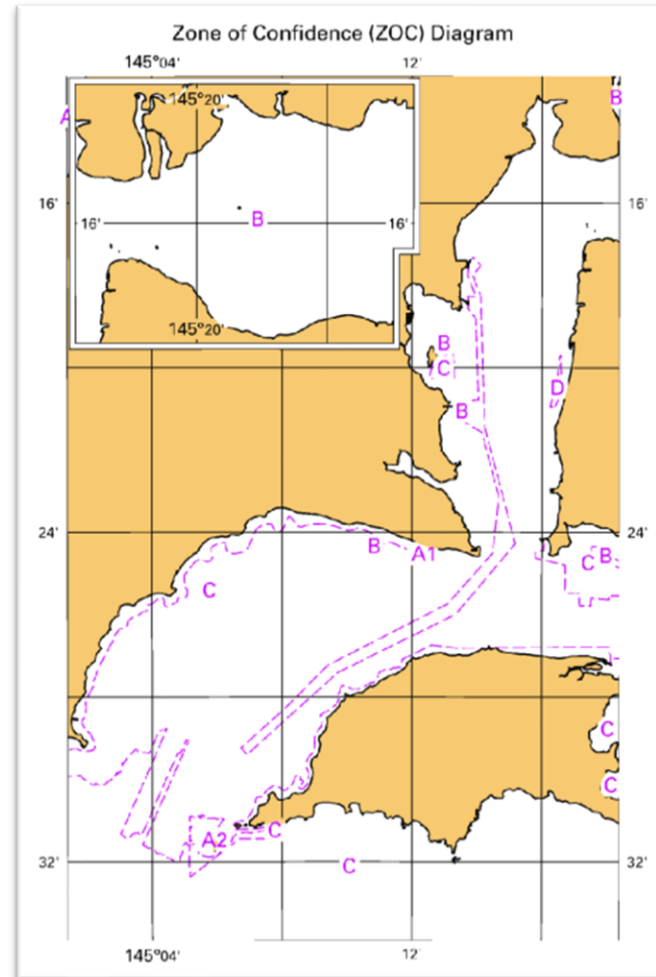 Zone of Confidence (ZOC) Diagram
145°04' 12'
145°20'
A B
16' 16'
16' B 16'
145°20'
B
C
B
D
24' 24'
B A1 C B
C
C
C
A2 C
32' C 32'
145°04' 12'